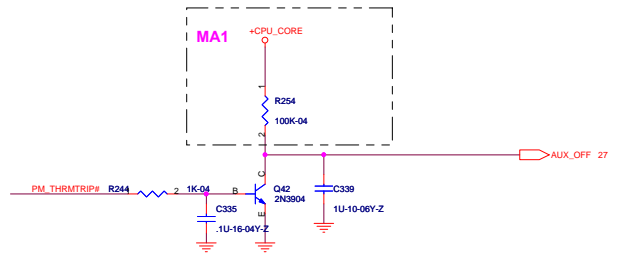 MA1
+CPU_CORE
1
R254
100K-04
2
AUX_OFF 27
PM_THRMTRIP# R244 2 1K-04
C
B
E
Q42
2N3904
C339
1U-10-06Y-Z
C335
.1U-16-04Y-Z